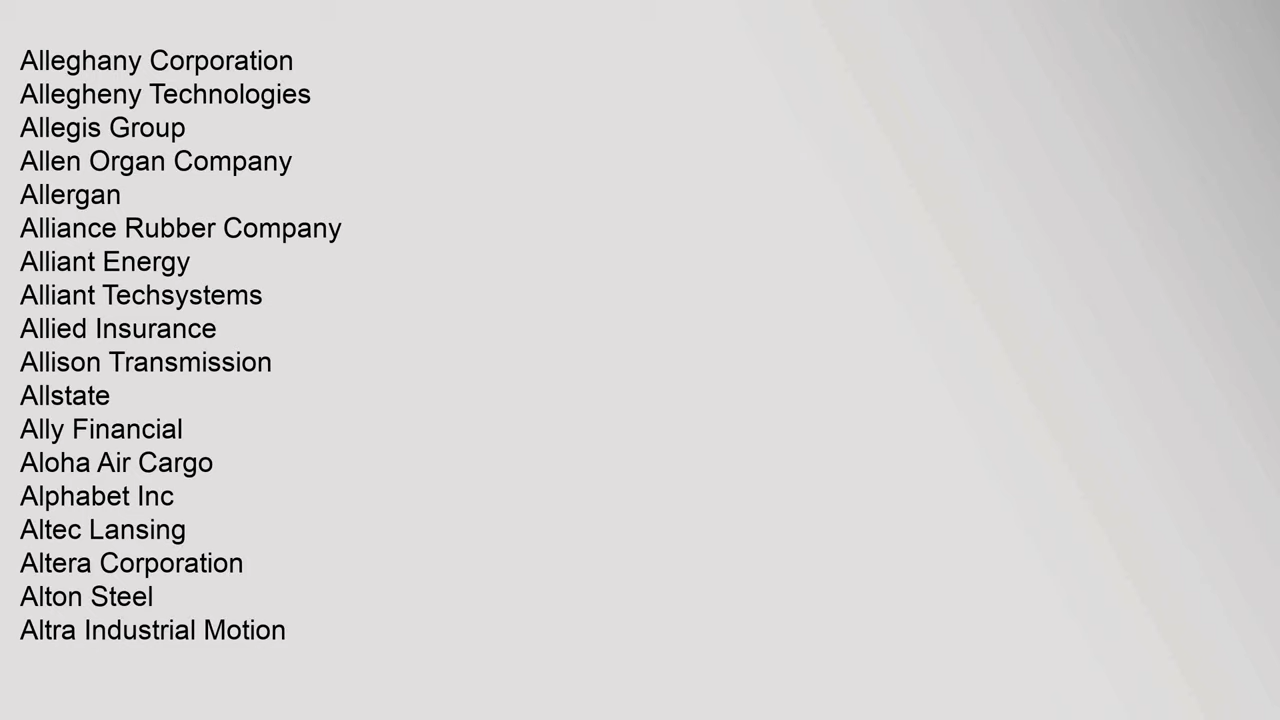 Alleghany Corporation
Allegheny Technologies
Allegis Group
Allen Organ Company
Allergan
Alliance Rubber Company
Alliant Energy
Alliant Techsystems
Allied Insurance
Allison Transmission
Allstate
Ally Financial
Aloha Air Cargo
Alphabet Inc
Altec Lansing
Altera Corporation
Alton Steel
Altra Industrial Motion